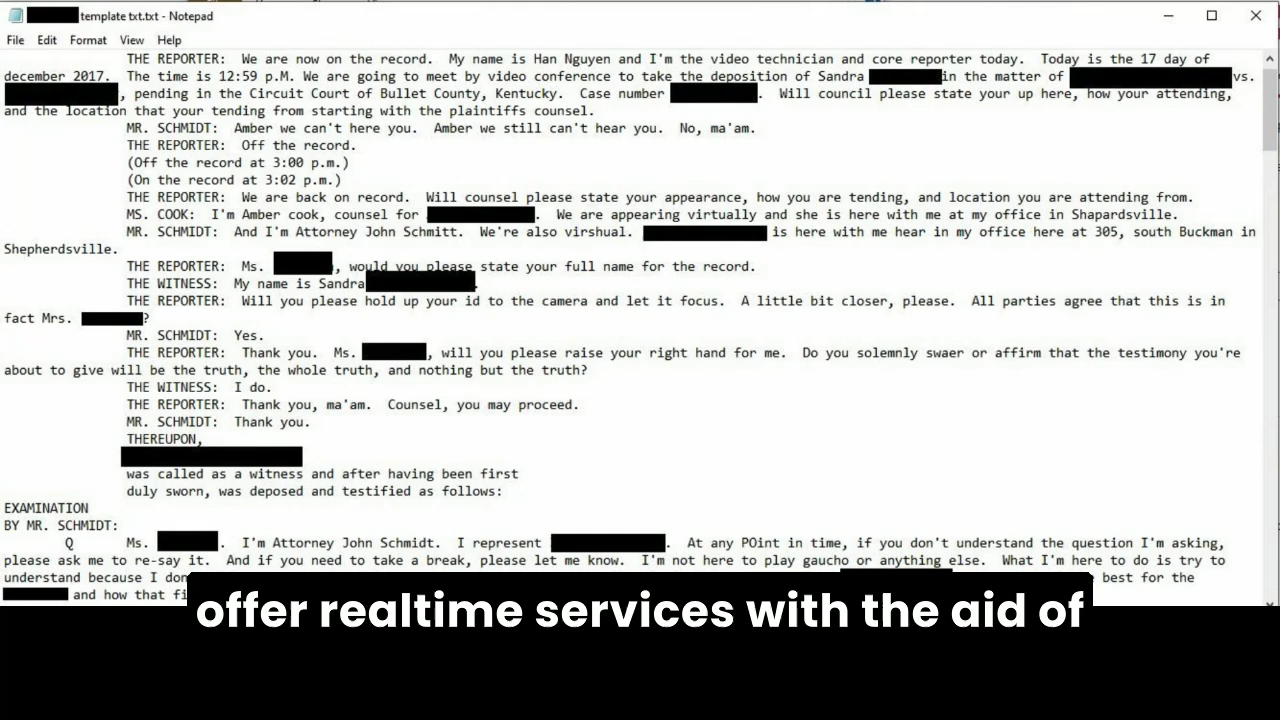 template txt.txt - Notepad
File Edit Format View Help
THE REPORTER: We are now on the record. My name is Han Nguyen and I'm the video technician and core reporter today. Today is the 17 day of
december 2017. The time is 12:59 p.M. We are going to meet by video conference to take the deposition of Sandra in the matter of vs.
, pending in the Circuit Court of Bullet County, Kentucky. Case number . Will council please state your up here, how your attending,
and the location that your tending from starting with the plaintiffs counsel.
MR. SCHMIDT: Amber we can't here you. Amber we still can't hear you. No, ma'am.
THE REPORTER: Off the record.
(Off the record at 3:00 p.m.)
(On the record at 3:02 p.m.)
THE REPORTER: We are back on record. Will counsel please state your appearance, how you are tending, and location you are attending from.
MS. COOK: I'm Amber cook, counsel for . We are appearing virtually and she is here with me at my office in Shapardsville.
MR. SCHMIDT: And I'm Attorney John Schmitt. We're also virshual. is here with me hear in my office here at 305, south Buckman in
Shepherdsville.
THE REPORTER: Ms. , would you please state your full name for the record.
THE WITNESS: My name is Sandra .
THE REPORTER: Will you please hold up your id to the camera and let it focus. A little bit closer, please. All parties agree that this is in
fact Mrs. ?
MR. SCHMIDT: Yes.
THE REPORTER: Thank you. Ms. , will you please raise your right hand for me. Do you solemnly swaer or affirm that the testimony you're
about to give will be the truth, the whole truth, and nothing but the truth?
THE WITNESS: I do.
THE REPORTER: Thank you, ma'am. Counsel, you may proceed.
MR. SCHMIDT: Thank you.
THEREUPON,
was called as a witness and after having been first
duly sworn, was deposed and testified as follows:
EXAMINATION
BY MR. SCHMIDT:
Q Ms. . I'm Attorney John Schmidt. I represent . At any POint in time, if you don't understand the question I'm asking,
please ask me to re-say it. And if you need to take a break, please let me know. I'm not here to play gaucho or anything else. What I'm here to do is try to
understand because I don best for the
and how that fi
offer realtime services with the aid of